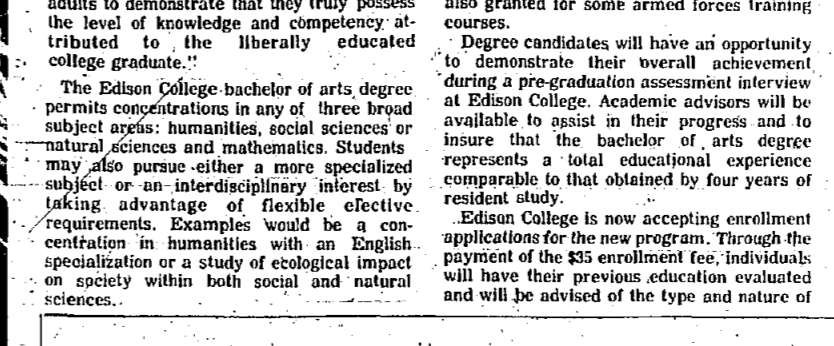 adults to demonstrate that they truly possess
the level of knowledge and competency at-
tributed to the liberally educated
college graduate."
The Edison College bachelor of arts degree
permits concentrations in any of three broad
subject areas: humanities, social sciences or
natural sciences and mathematics. Students
may also pursue either a more specialized
subject or an interdisciplinary interest by
taking advantage of flexible elective
requirements. Examples would be a con-
centration in humanities with an English
specialization or a study of ecological impact
on society within both social and natural
sciences.
also granted for some armed forces training
courses.
Degree candidates will have an opportunity
to demonstrate their overall achievement
during a pre-graduation assessment interview
at Edison College. Academic advisors will be
available to assist in their progress and to
insure that the bachelor of arts degree
represents a total educational experience
comparable to that obtained by four years of
resident study.
Edison College is now accepting enrollment
applications for the new program. Through the
payment of the $35 enrollment fee, individuals
will have their previous education evaluated
and will be advised of the type and nature of